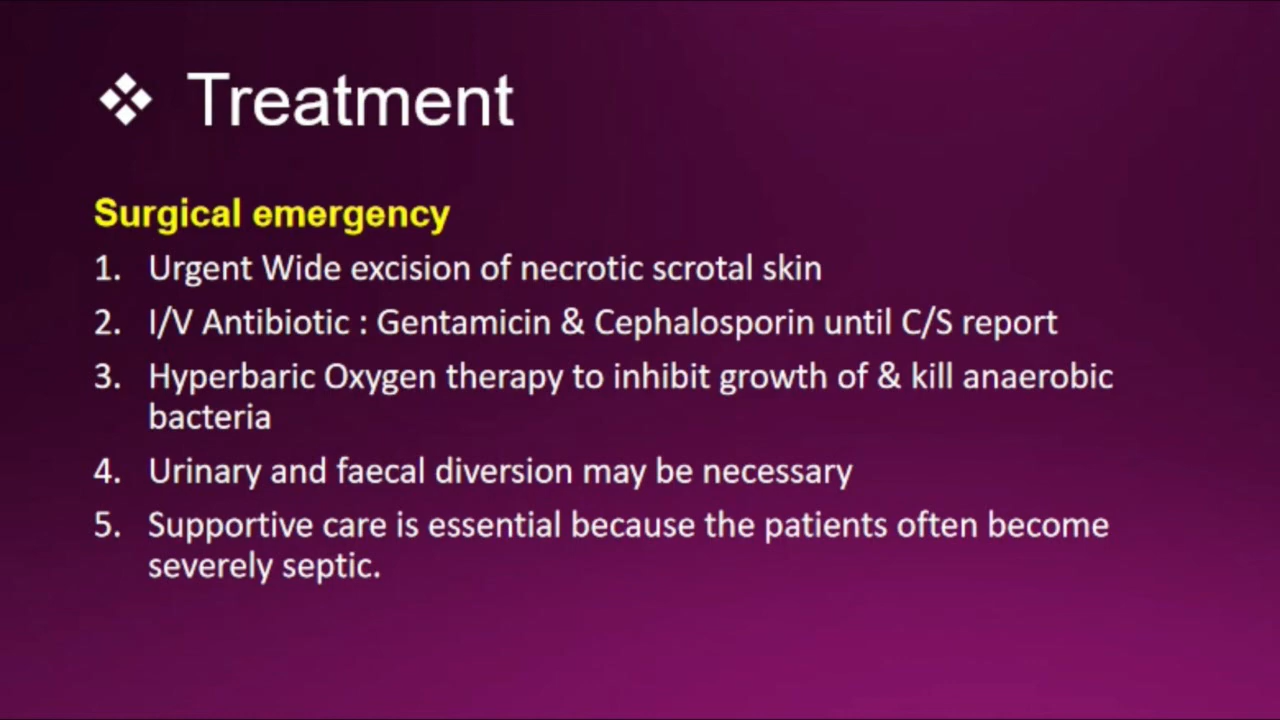 ❖ Treatment
Surgical emergency
1. Urgent Wide excision of necrotic scrotal skin
2. I/V Antibiotic : Gentamicin & Cephalosporin until C/S report
3. Hyperbaric Oxygen therapy to inhibit growth of & kill anaerobic
bacteria
4. Urinary and faecal diversion may be necessary
5. Supportive care is essential because the patients often become
severely septic.